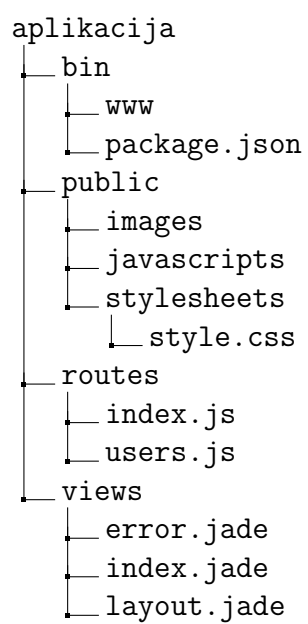 aplikacija
bin
www
package.json
public
images
javascripts
stylesheets
style.css
routes
index.js
users.js
views
error.jade
index.jade
layout.jade